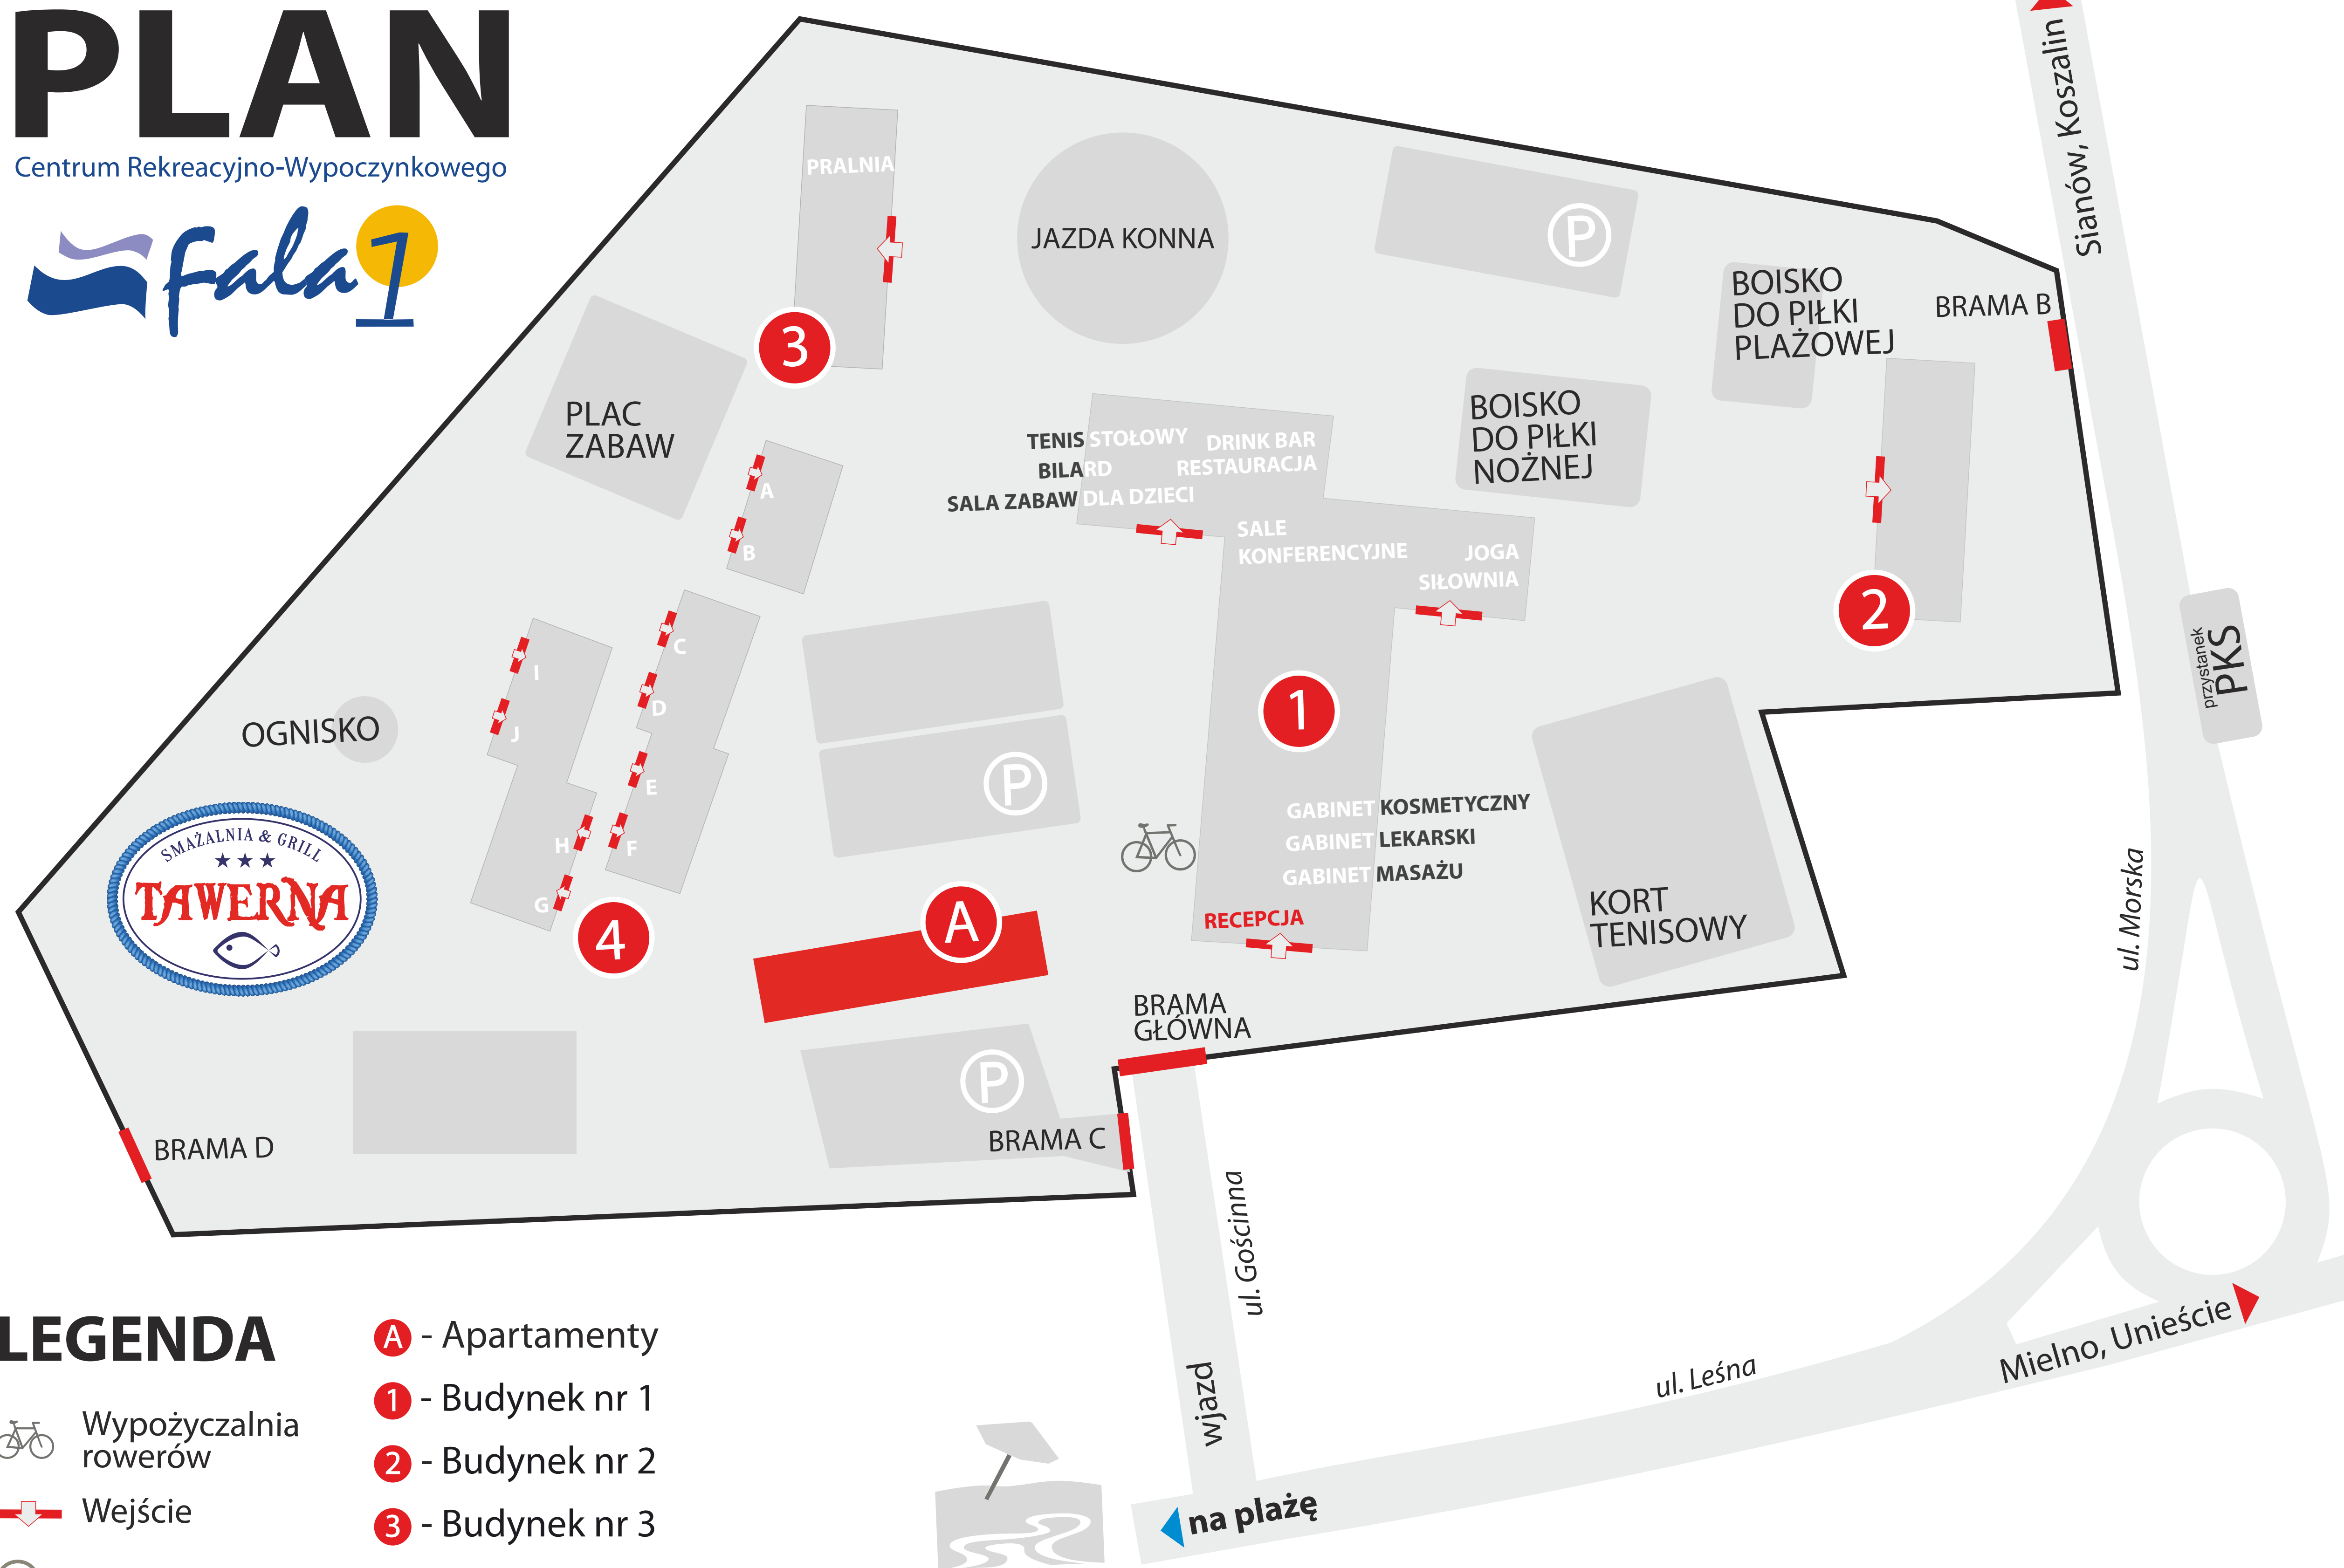 PLAN
Centrum Rekreacyjno-Wypoczynkowego
fala 1
PRALNIA
3
JAZDA KONNA
P
BOISKO
DO PIŁKI
PLAŻOWEJ
BRAMA B
Sianów, Koszalin
PLAC
ZABAW
A
B
TENIS STOŁOWY
BILARD
SALA ZABAW DLA DZIECI
DRINK BAR
RESTAURACJA
SALE
KONFERENCYJNE
JOGA
SIŁOWNIA
BOISKO
DO PIŁKI
NOŻNEJ
2
przystanek
PKS
C
D
E
F
I
J
H
G
4
OGNISKO
SMAŻALNIA & GRILL
TAWERNA
P
1
GABINET KOSMETYCZNY
GABINET LEKARSKI
GABINET MASAŻU
RECEPCJA
KORT
TENISOWY
A
BRAMA
GŁÓWNA
P
BRAMA C
BRAMA D
ul. Morska
ul. Gościnna
wjazd
ul. Leśna
Mielno, Unieście
na plażę
LEGENDA
Wypożyczalnia
rowerów
Wejście
A - Apartamenty
1 - Budynek nr 1
2 - Budynek nr 2
3 - Budynek nr 3